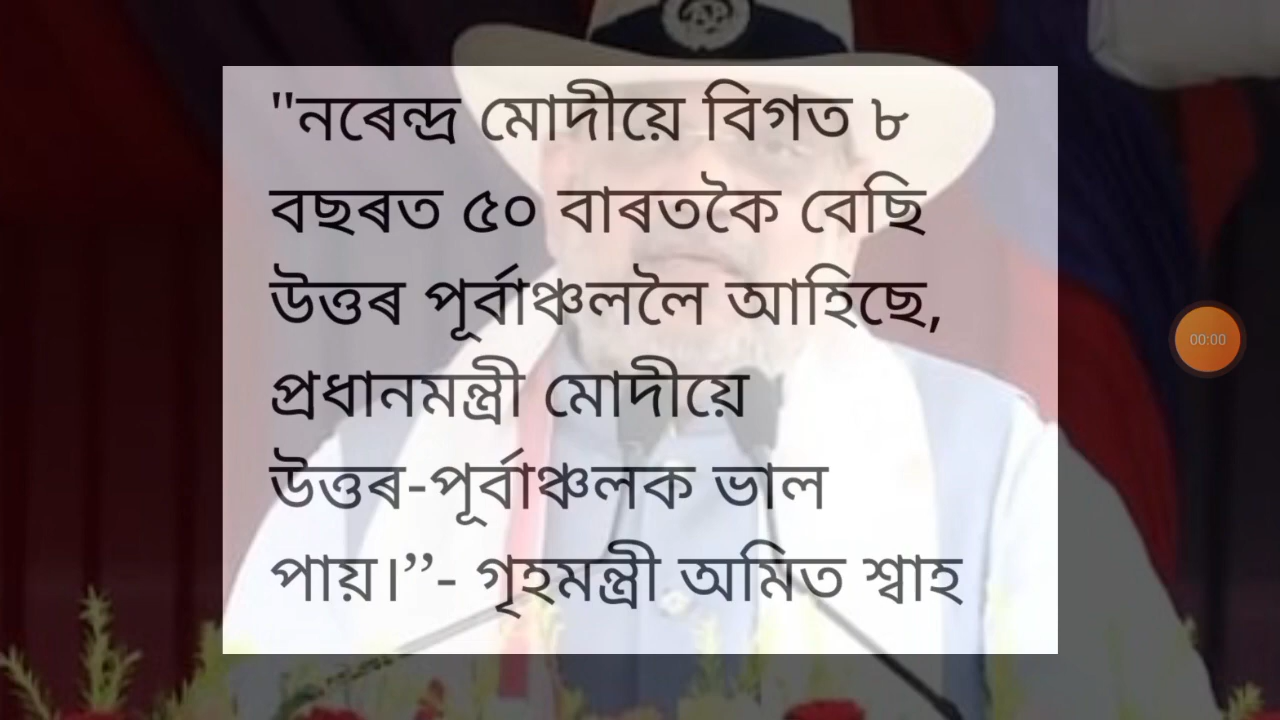 "নৰেন্দ্ৰ মোদীয়ে বিগত ৮
বছৰত ৫০ বাৰতকৈ বেছি
উত্তৰ পূৰ্বাঞ্চললৈ আহিছে,
প্ৰধানমন্ত্ৰী মোদীয়ে
উত্তৰ-পূৰ্বাঞ্চলক ভাল
পায়।’’- গৃহমন্ত্ৰী অমিত শ্বাহ
00:00